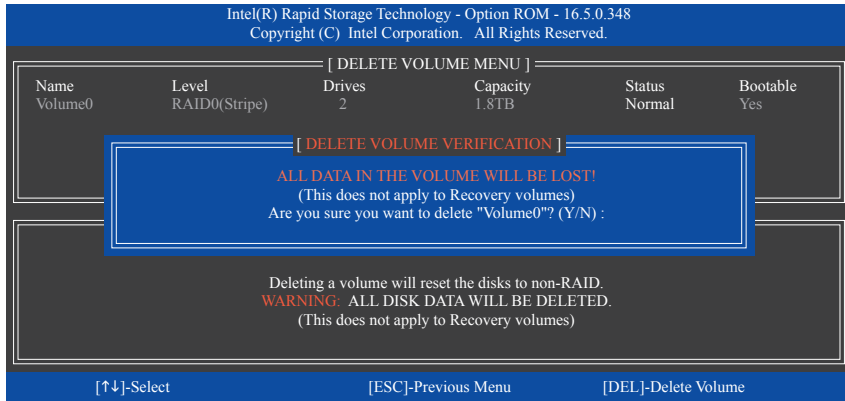 Intel(R) Rapid Storage Technology - Option ROM - 16.5.0.348
Copyright (C) Intel Corporation. All Rights Reserved.
[ DELETE VOLUME MENU ]
Name Level Drives Capacity Status Bootable
Volume0 RAID0(Stripe) 2 1.8TB Normal Yes
[ DELETE VOLUME VERIFICATION ]
ALL DATA IN THE VOLUME WILL BE LOST!
(This does not apply to Recovery volumes)
Are you sure you want to delete "Volume0"? (Y/N) :
Deleting a volume will reset the disks to non-RAID.
WARNING: ALL DISK DATA WILL BE DELETED.
(This does not apply to Recovery volumes)
[↑↓]-Select [ESC]-Previous Menu [DEL]-Delete Volume